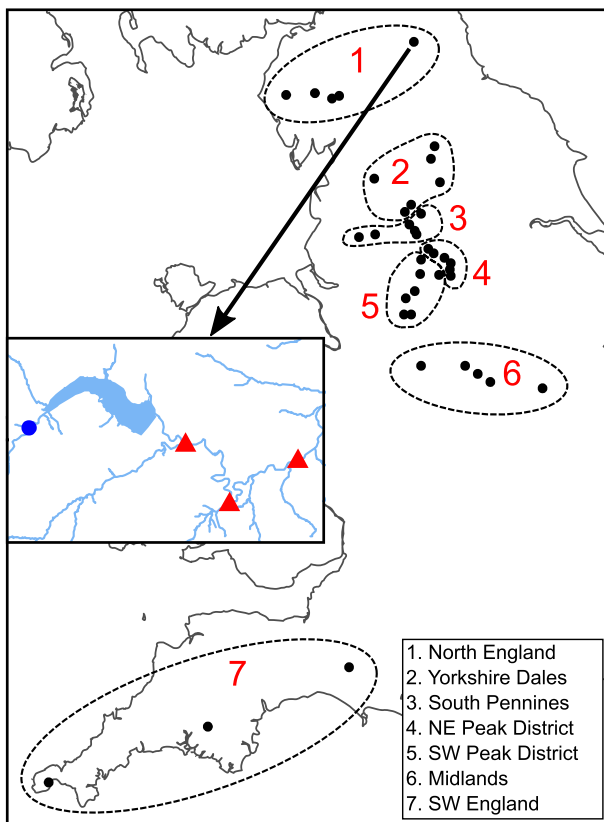 1
2
3
4
5
6
7
1. North England
2. Yorkshire Dales
3. South Pennines
4. NE Peak District
5. SW Peak District
6. Midlands
7. SW England